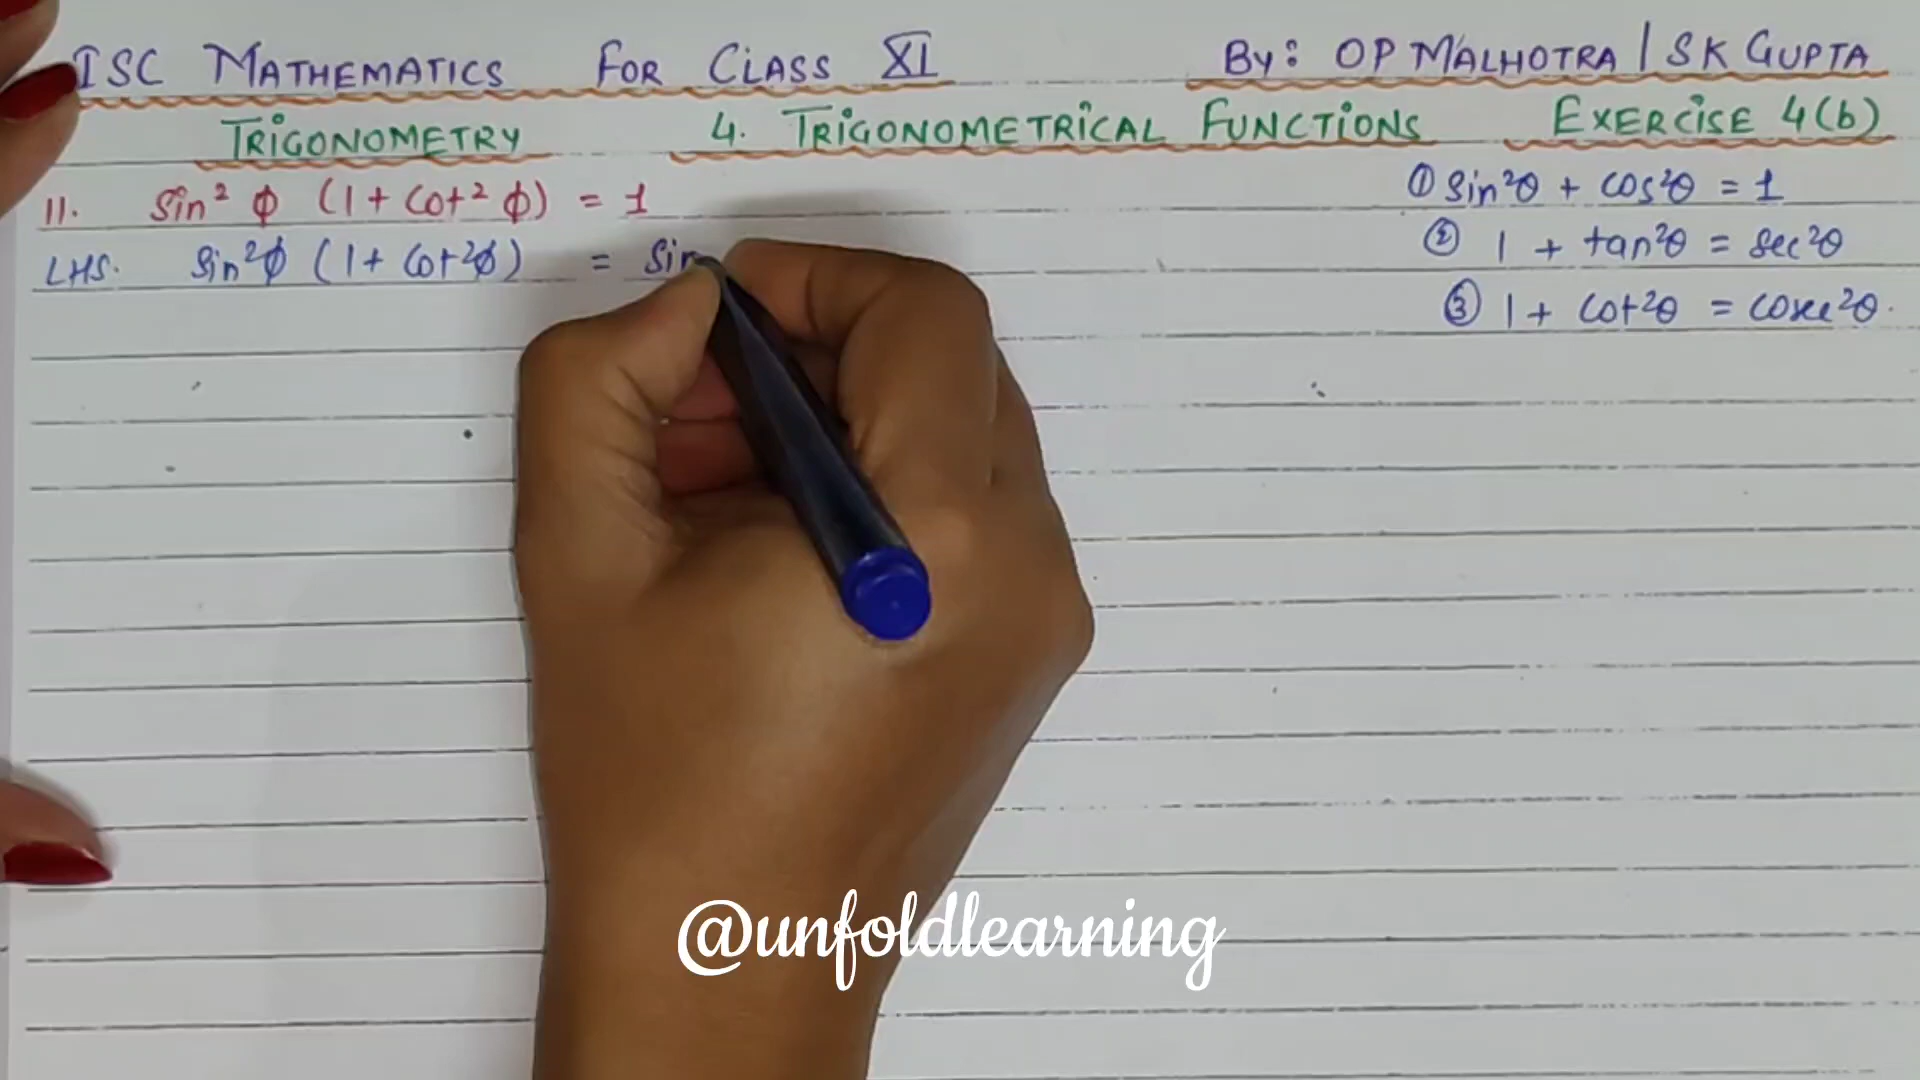 ISC MATHEMATICS FOR CLASS XI By: OP MALHOTRA | SK GUPTA
TRIGONOMETRY 4. TRIGONOMETRICAL FUNCTIONS EXERCISE 4(b)
11. Sin² φ (1 + Cot² φ) = 1
LHS. Sin²φ (1 + Cot²φ) = Sin
① Sin²θ + Cos²θ = 1
② 1 + tan²θ = sec²θ
③ 1 + Cot²θ = Cosec²θ.
@unfoldlearning